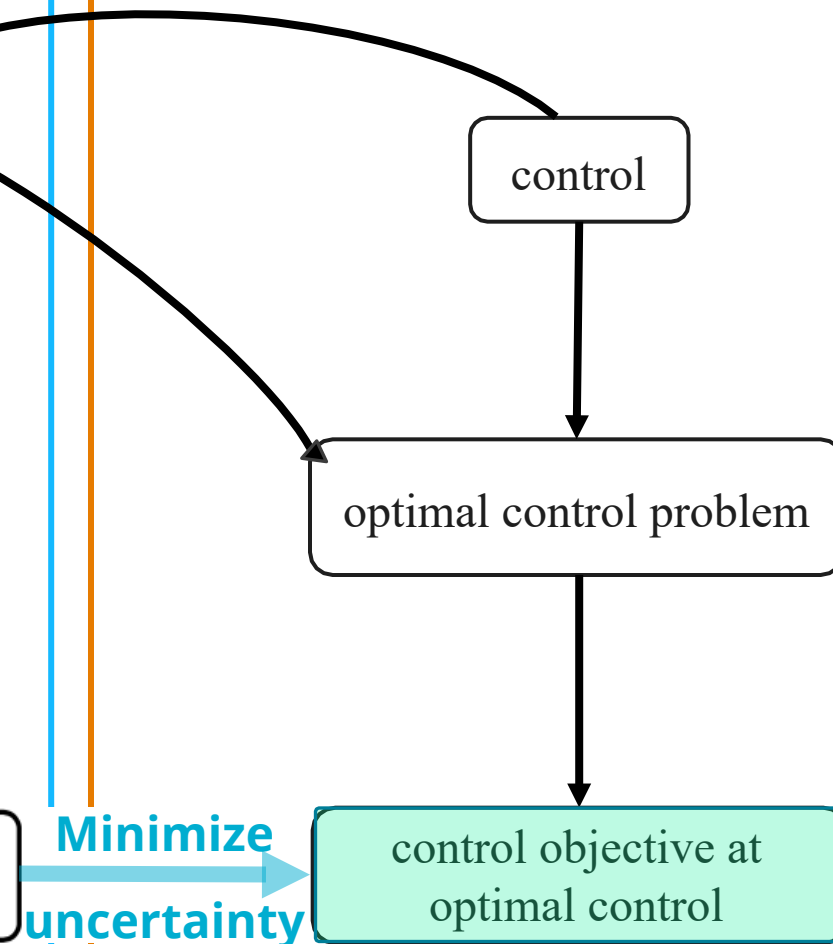 control
optimal control problem
Minimize
uncertainty
control objective at
optimal control